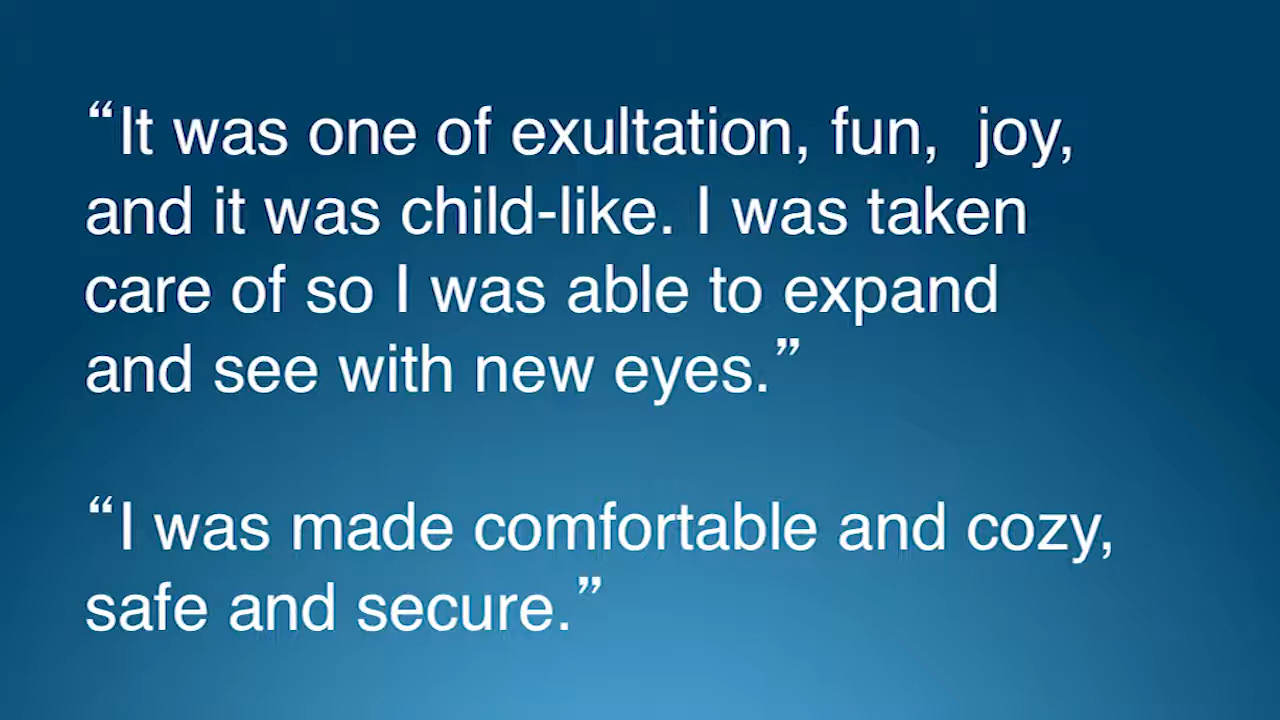 “It was one of exultation, fun,  joy,
and it was child-like. I was taken
care of so I was able to expand
and see with new eyes.”
“I was made comfortable and cozy,
safe and secure.”